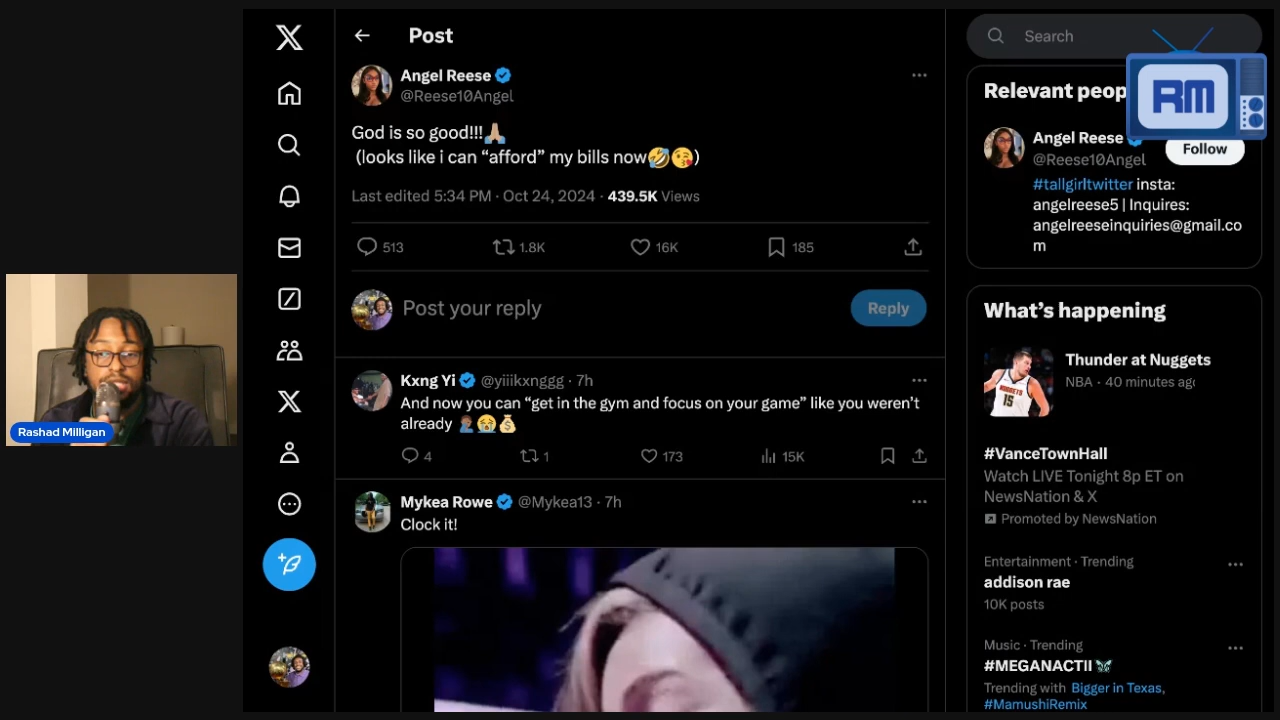 Post
Angel Reese
@Reese10Angel
God is so good!!!🙏🏼
(looks like i can “afford” my bills now🤣😘)
Last edited 5:34 PM · Oct 24, 2024 · 439.5K Views
513
1.8K
16K
185
Post your reply
Reply
Kxng Yi @yiiikxnggg · 7h
And now you can “get in the gym and focus on your game” like you weren’t
already 🤦🏾‍♂️😭💰
4
1
173
15K
Mykea Rowe @Mykea13 · 7h
Clock it!
Rashad Milligan
Search
RM
Relevant peop
Angel Reese
@Reese10Angel
Follow
#tallgirltwitter insta:
angelreese5 | Inquires:
angelreeseinquiries@gmail.co
m
What’s happening
Thunder at Nuggets
NBA · 40 minutes ag
NUGGETS
15
#VanceTownHall
Watch LIVE Tonight 8p ET on
NewsNation & X
Promoted by NewsNation
Entertainment · Trending
addison rae
10K posts
Music · Trending
#MEGANACTII
Trending with Bigger in Texas,
#MamushiRemix